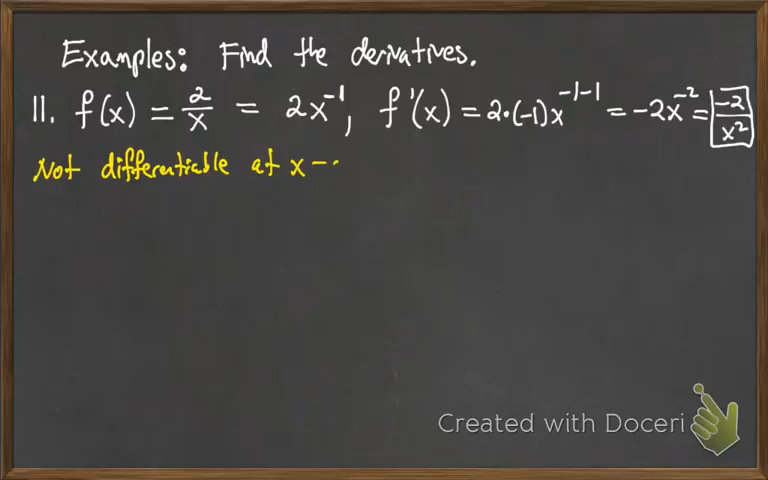 Examples: Find the derivatives.
11. f(x) = 2/x = 2x⁻¹, f'(x) = 2·(-1)x⁻¹⁻¹ = -2x⁻² = -2/x²
Not differentiable at x -·
Created with Doceri